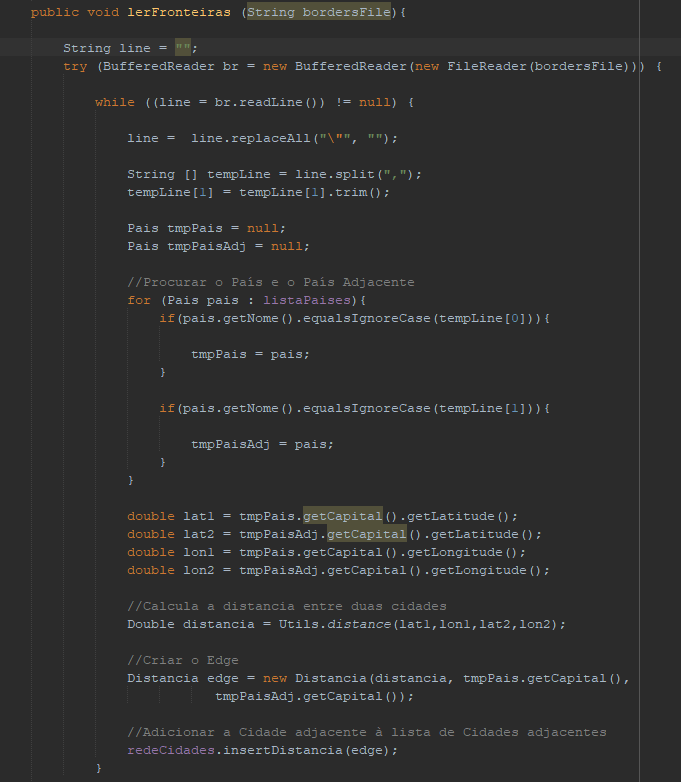 public void lerFronteiras (String bordersFile){
String line = "";
try (BufferedReader br = new BufferedReader(new FileReader(bordersFile))) {
while ((line = br.readLine()) != null) {
line =  line.replaceAll("\"", "");
String [] tempLine = line.split(",");
tempLine[1] = tempLine[1].trim();
Pais tmpPais = null;
Pais tmpPaisAdj = null;
//Procurar o País e o País Adjacente
for (Pais pais : listaPaises){
if(pais.getNome().equalsIgnoreCase(tempLine[0])){
tmpPais = pais;
}
if(pais.getNome().equalsIgnoreCase(tempLine[1])){
tmpPaisAdj = pais;
}
}
double lat1 = tmpPais.getCapital().getLatitude();
double lat2 = tmpPaisAdj.getCapital().getLatitude();
double lon1 = tmpPais.getCapital().getLongitude();
double lon2 = tmpPaisAdj.getCapital().getLongitude();
//Calcula a distancia entre duas cidades
Double distancia = Utils.distance(lat1,lon1,lat2,lon2);
//Criar o Edge
Distancia edge = new Distancia(distancia, tmpPais.getCapital(),
tmpPaisAdj.getCapital());
//Adicionar a Cidade adjacente à lista de Cidades adjacentes
redeCidades.insertDistancia(edge);
}